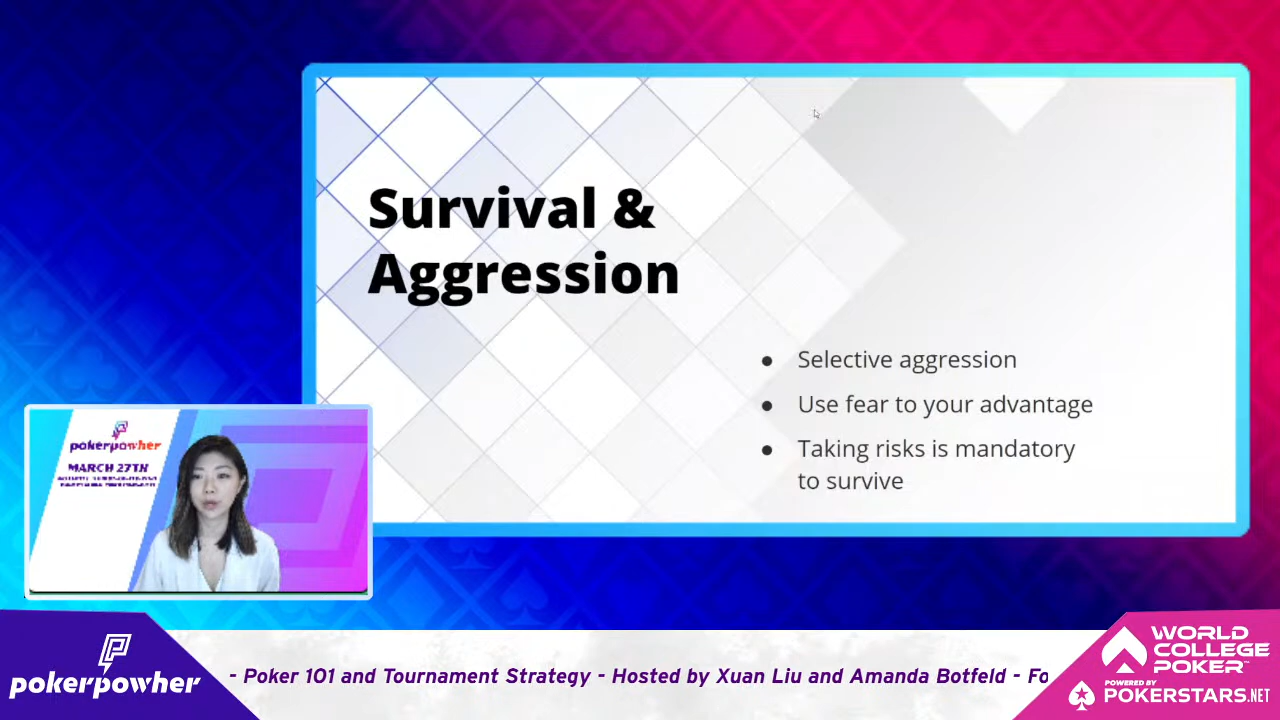 Survival &
Aggression
● Selective aggression
● Use fear to your advantage
● Taking risks is mandatory
to survive
pokerpowher
MARCH 27TH
pokerpowher
- Poker 101 and Tournament Strategy - Hosted by Xuan Liu and Amanda Botfeld - Fo
WORLD
COLLEGE
POKER™
POWERED BY
POKERSTARS.NET